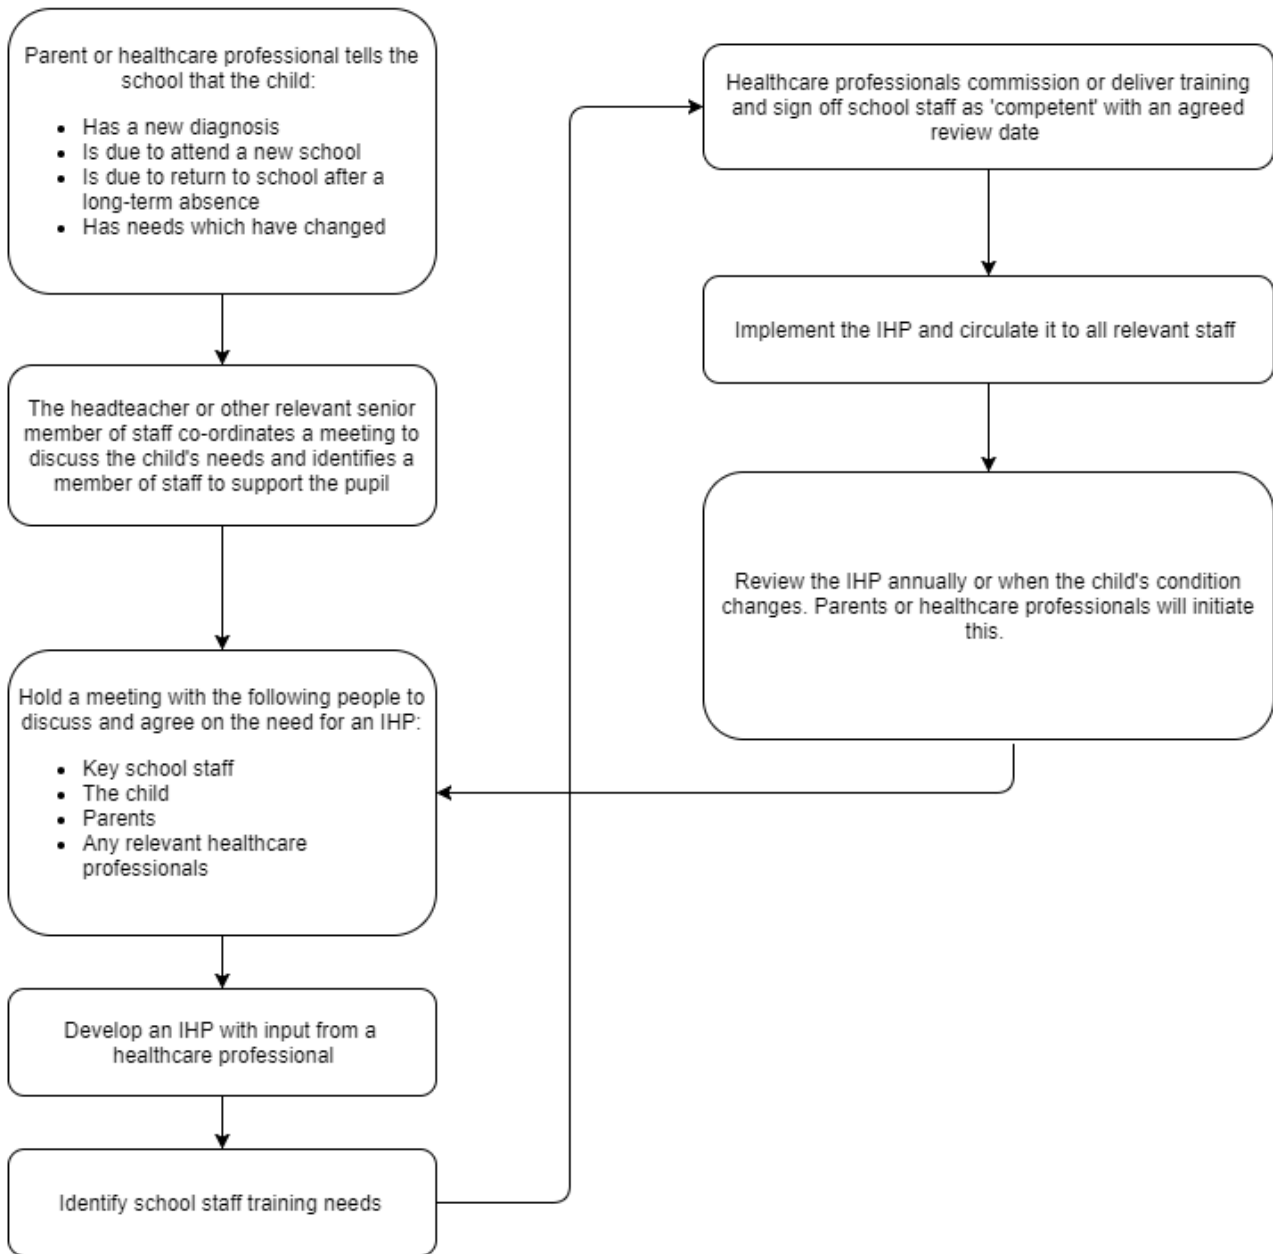 Parent or healthcare professional tells the
school that the child:
• Has a new diagnosis
• Is due to attend a new school
• Is due to return to school after a
long-term absence
• Has needs which have changed
The headteacher or other relevant senior
member of staff co-ordinates a meeting to
discuss the child's needs and identifies a
member of staff to support the pupil
Hold a meeting with the following people to
discuss and agree on the need for an IHP:
• Key school staff
• The child
• Parents
• Any relevant healthcare
professionals
Develop an IHP with input from a
healthcare professional
Identify school staff training needs
Healthcare professionals commission or deliver training
and sign off school staff as 'competent' with an agreed
review date
Implement the IHP and circulate it to all relevant staff
Review the IHP annually or when the child's condition
changes. Parents or healthcare professionals will initiate
this.